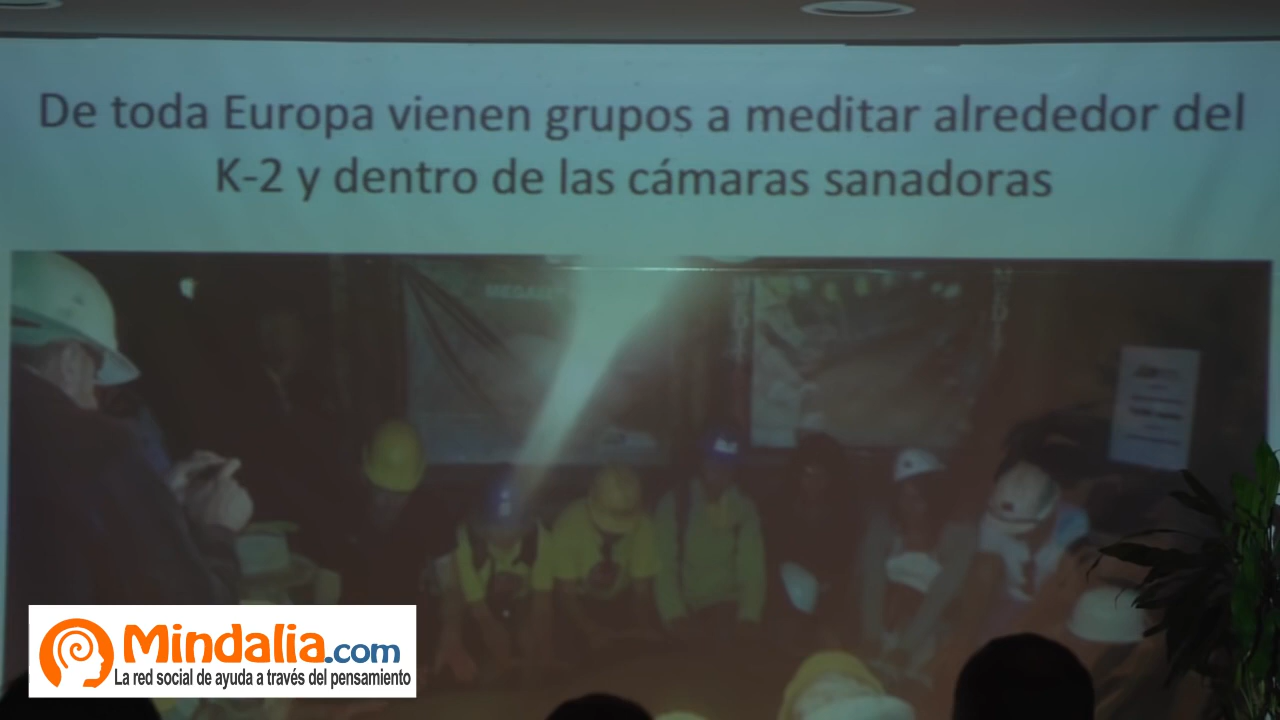 De toda Europa vienen grupos a meditar alrededor del
K-2 y dentro de las cámaras sanadoras
Mindalia.com
La red social de ayuda a través del pensamiento